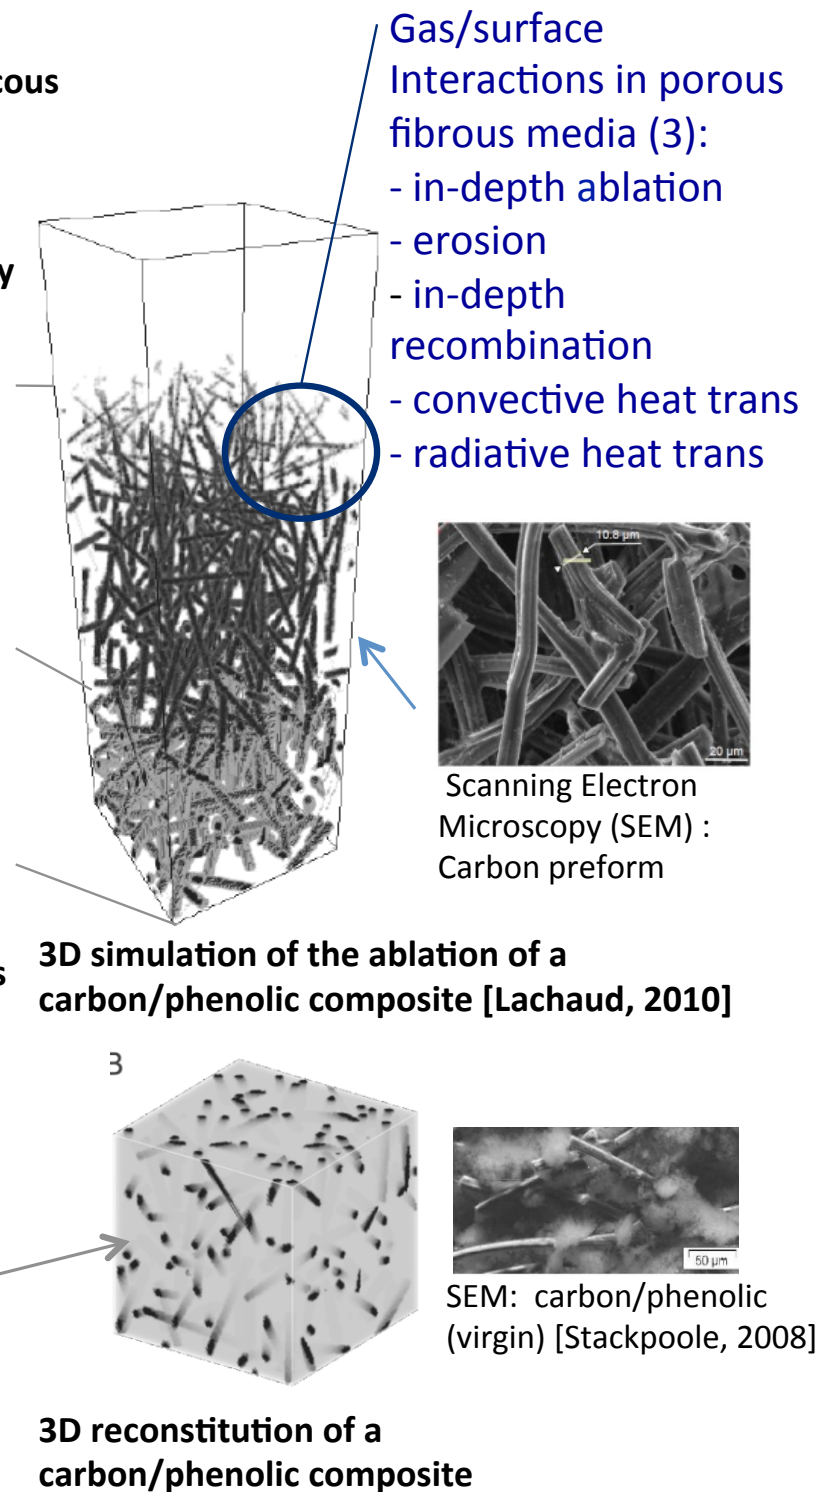 Gas/surface
Interactions in porous
fibrous media (3):
- in-depth ablation
- erosion
- in-depth
recombination
- convective heat trans
- radiative heat trans
10.8 µm
20 µm
Scanning Electron
Microscopy (SEM) :
Carbon preform
3D simulation of the ablation of a
carbon/phenolic composite [Lachaud, 2010]
50 µm
SEM: carbon/phenolic
(virgin) [Stackpoole, 2008]
3D reconstitution of a
carbon/phenolic composite